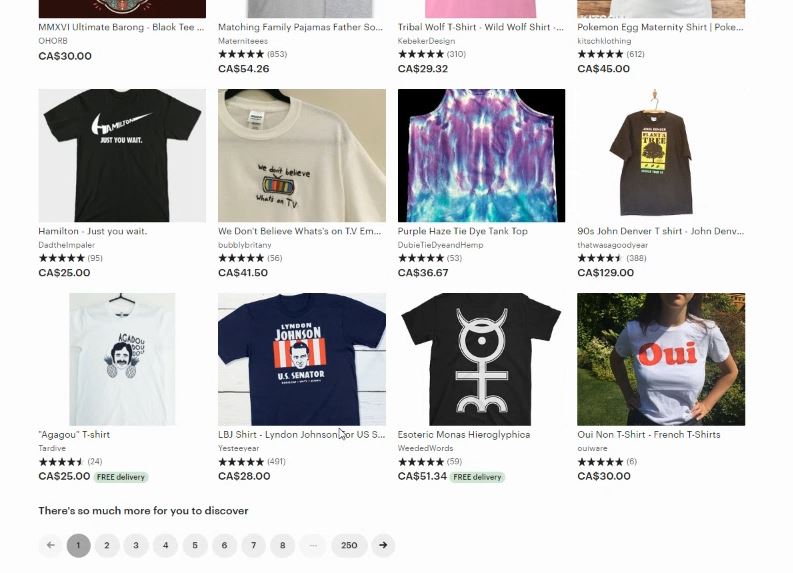 MMXVI Ultimate Barong - Black Tee ...
OHORB
CA$30.00
Matching Family Pajamas Father So...
Materniteees
(853)
CA$54.26
Tribal Wolf T-Shirt - Wild Wolf Shirt -...
KebekerDesign
(310)
CA$29.32
Pokemon Egg Maternity Shirt | Poke...
kitschklothing
(612)
CA$45.00
HAMILTON
JUST YOU WAIT.
We don't believe
whats on T.V.
JOHN DENVER
PLANT A
TREE
Hamilton - Just you wait.
DadtheImpaler
(95)
CA$25.00
We Don't Believe Whats's on T.V Em...
bubblybritany
(56)
CA$41.50
Purple Haze Tie Dye Tank Top
DubieTieDyeandHemp
(53)
CA$36.67
90s John Denver T shirt - John Denv...
thatwasagoodyear
(388)
CA$129.00
AGADOU
DOU
DOU
LYNDON
JOHNSON
U.S. SENATOR
Oui
"Agagou" T-shirt
Tardive
(24)
CA$25.00 FREE delivery
LBJ Shirt - Lyndon Johnson for US S...
Yesteeyear
(491)
CA$28.00
Esoteric Monas Hieroglyphica
WeededWords
(59)
CA$51.34 FREE delivery
Oui Non T-Shirt - French T-Shirts
ouiware
(6)
CA$30.00
There's so much more for you to discover
1 2 3 4 5 6 7 8 ... 250